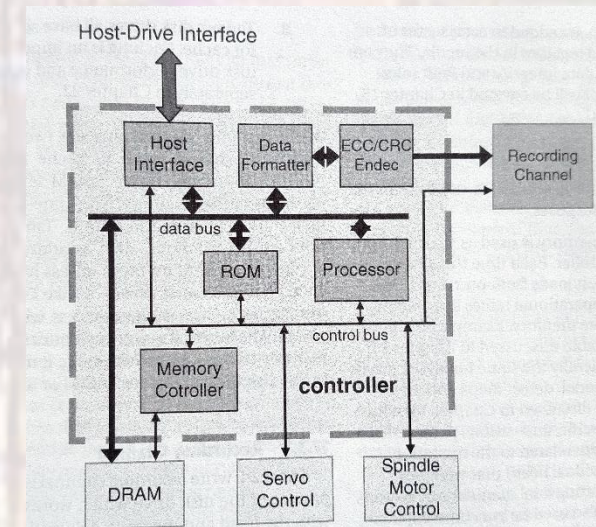 Host-Drive Interface
Host
Interface
Data
Formatter
ECC/CRC
Endec
Recording
Channel
data bus
ROM
Processor
control bus
Memory
Cotroller
controller
DRAM
Servo
Control
Spindle
Motor
Control